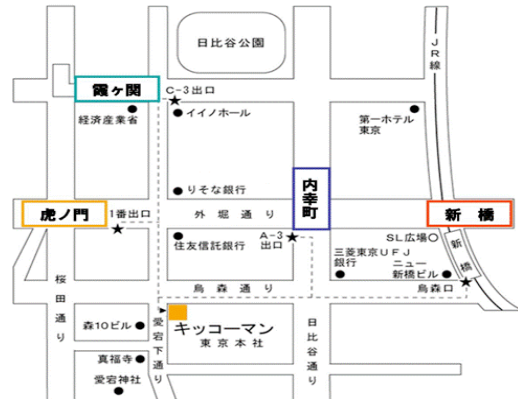 日比谷公園
JR線
霞ヶ関
C-3出口
経済産業省
イイノホール
第一ホテル
東京
りそな銀行
内幸町
虎ノ門
1番出口
外堀通り
新橋
住友信託銀行
A-3
出口
SL広場
三菱東京UFJ
銀行
ニュー
新橋ビル
新橋
烏森口
桜田通り
烏森通り
愛宕下通り
日比谷通り
キッコーマン
東京本社
森10ビル
真福寺
愛宕神社